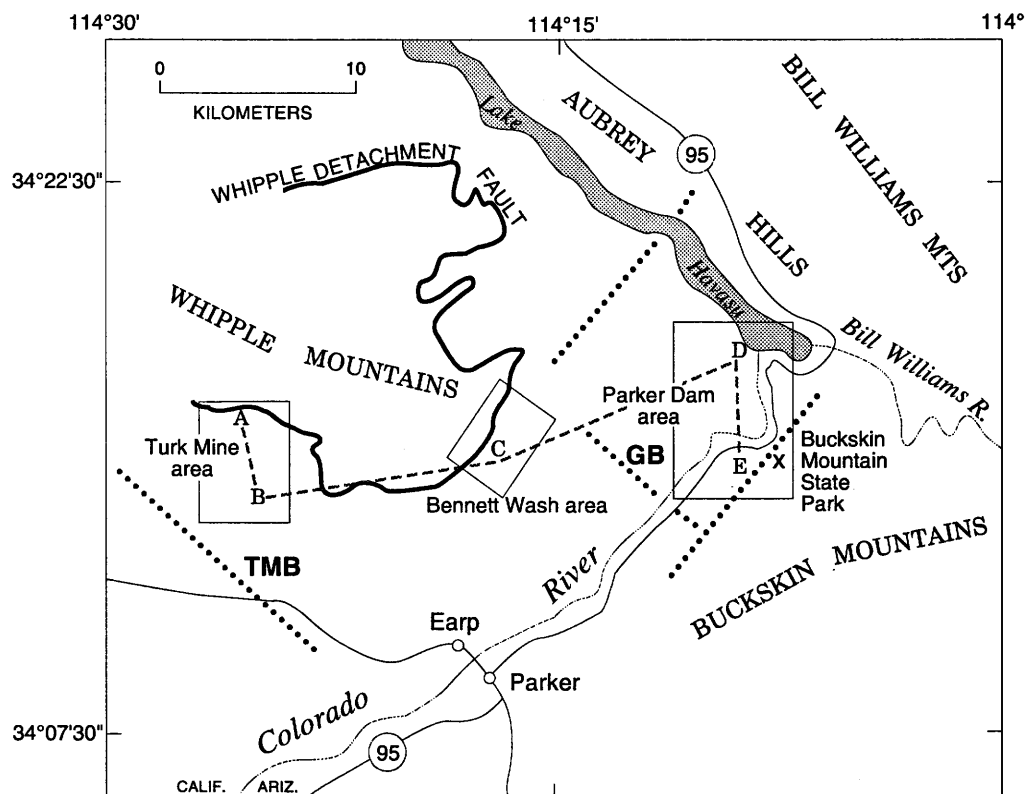 114°30'
114°15'
114°
0
10
KILOMETERS
34°22'30"
34°07'30"
Lake
Havasu
AUBREY
HILLS
95
BILL WILLIAMS MTS
WHIPPLE DETACHMENT
FAULT
WHIPPLE MOUNTAINS
Bill Williams R.
D
Parker Dam
area
A
Turk Mine
area
B
C
Bennett Wash area
GB
E
x
Buckskin
Mountain
State
Park
TMB
BUCKSKIN MOUNTAINS
River
Earp
Parker
Colorado
95
CALIF.
ARIZ.